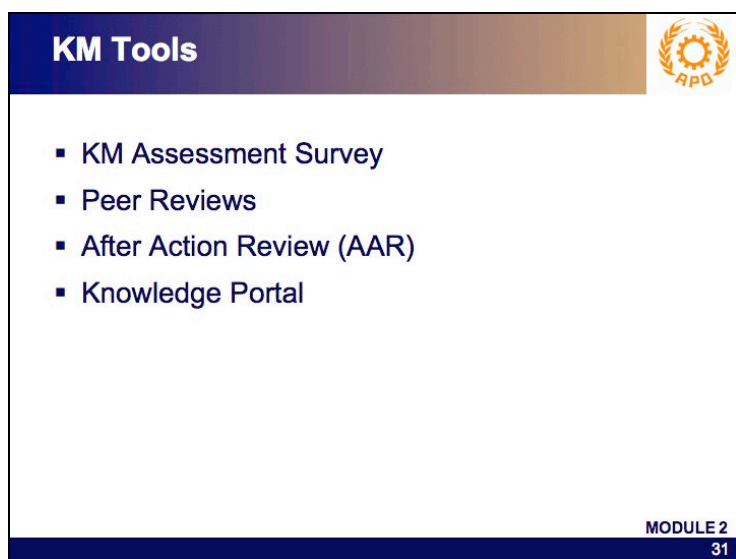 KM Tools
APO
▪ KM Assessment Survey
▪ Peer Reviews
▪ After Action Review (AAR)
▪ Knowledge Portal
MODULE 2
31